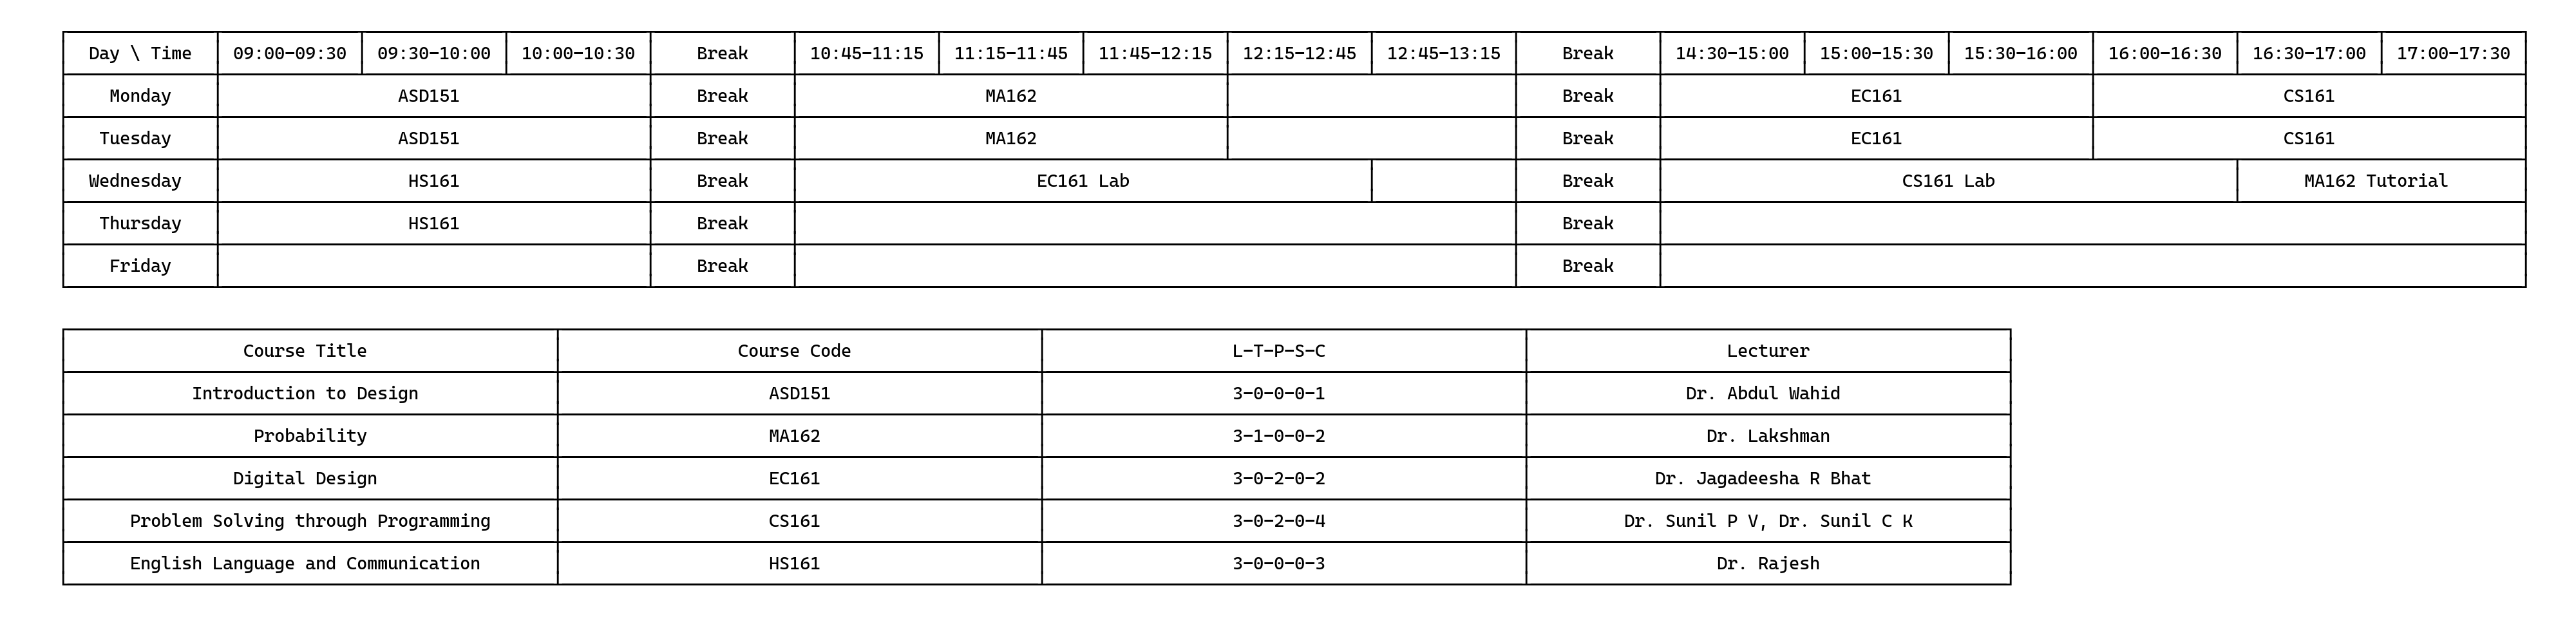 Day \ Time 09:00-09:30 09:30-10:00 10:00-10:30 Break 10:45-11:15 11:15-11:45 11:45-12:15 12:15-12:45 12:45-13:15 Break 14:30-15:00 15:00-15:30 15:30-16:00 16:00-16:30 16:30-17:00 17:00-17:30
Monday ASD151 Break MA162 Break EC161 CS161
Tuesday ASD151 Break MA162 Break EC161 CS161
Wednesday HS161 Break EC161 Lab Break CS161 Lab MA162 Tutorial
Thursday HS161 Break Break
Friday Break Break
Course Title Course Code L-T-P-S-C Lecturer
Introduction to Design ASD151 3-0-0-0-1 Dr. Abdul Wahid
Probability MA162 3-1-0-0-2 Dr. Lakshman
Digital Design EC161 3-0-2-0-2 Dr. Jagadeesha R Bhat
Problem Solving through Programming CS161 3-0-2-0-4 Dr. Sunil P V, Dr. Sunil C K
English Language and Communication HS161 3-0-0-0-3 Dr. Rajesh